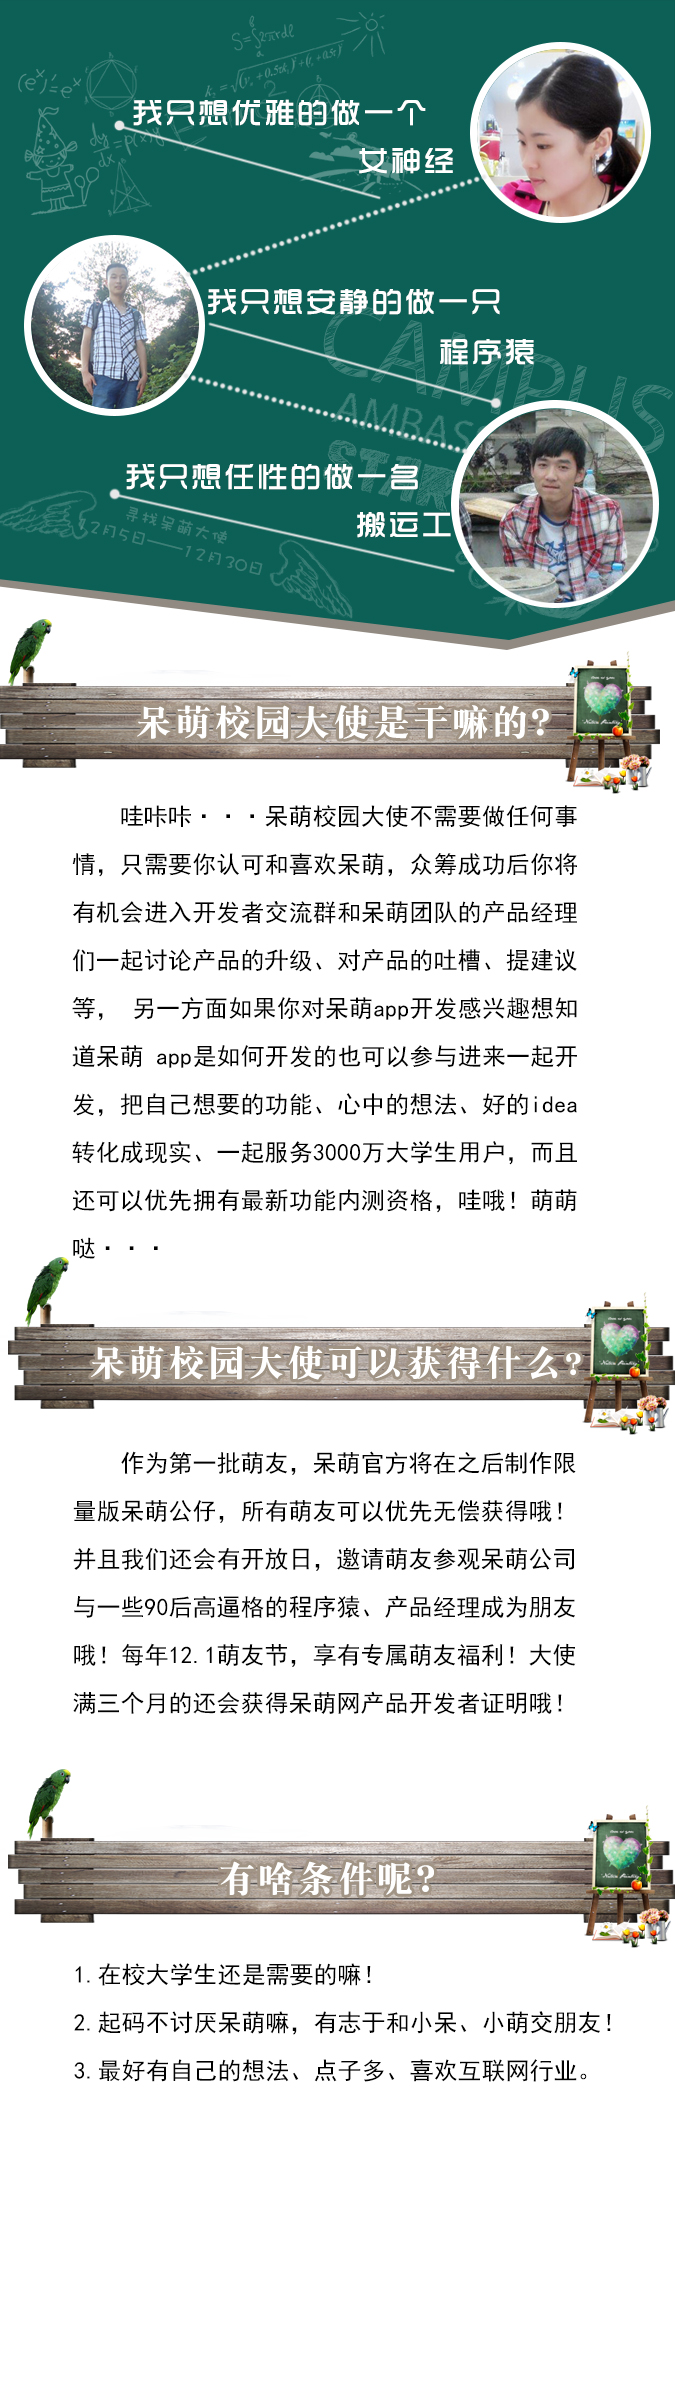 我只想优雅的做一个
女神经
我只想安静的做一只
程序猿
CAMPUS
我只想任性的做一名
搬运工
寻找呆萌大使
12月5日——12月30日
呆萌校园大使是干嘛的?
哇咔咔···呆萌校园大使不需要做任何事
情，只需要你认可和喜欢呆萌，众筹成功后你将
有机会进入开发者交流群和呆萌团队的产品经理
们一起讨论产品的升级、对产品的吐槽、提建议
等， 另一方面如果你对呆萌app开发感兴趣想知
道呆萌 app是如何开发的也可以参与进来一起开
发，把自己想要的功能、心中的想法、好的idea
转化成现实、一起服务3000万大学生用户，而且
还可以优先拥有最新功能内测资格，哇哦！萌萌
哒···
呆萌校园大使可以获得什么?
作为第一批萌友，呆萌官方将在之后制作限
量版呆萌公仔，所有萌友可以优先无偿获得哦！
并且我们还会有开放日，邀请萌友参观呆萌公司
与一些90后高逼格的程序猿、产品经理成为朋友
哦！每年12.1萌友节，享有专属萌友福利！大使
满三个月的还会获得呆萌网产品开发者证明哦！
有啥条件呢?
1.在校大学生还是需要的嘛！
2.起码不讨厌呆萌嘛，有志于和小呆、小萌交朋友！
3.最好有自己的想法、点子多、喜欢互联网行业。